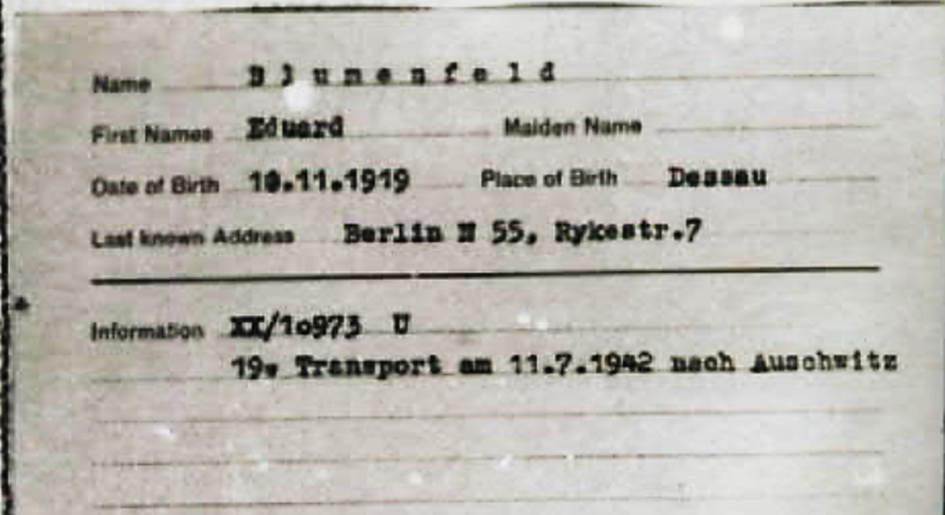 Name B l u m e n f e l d
First Names Eduard Maiden Name
Date of Birth 10.11.1919 Place of Birth Dessau
Last known Address Berlin N 55, Rykestr.7
Information XX/10973 U
19. Transport am 11.7.1942 nach Auschwitz